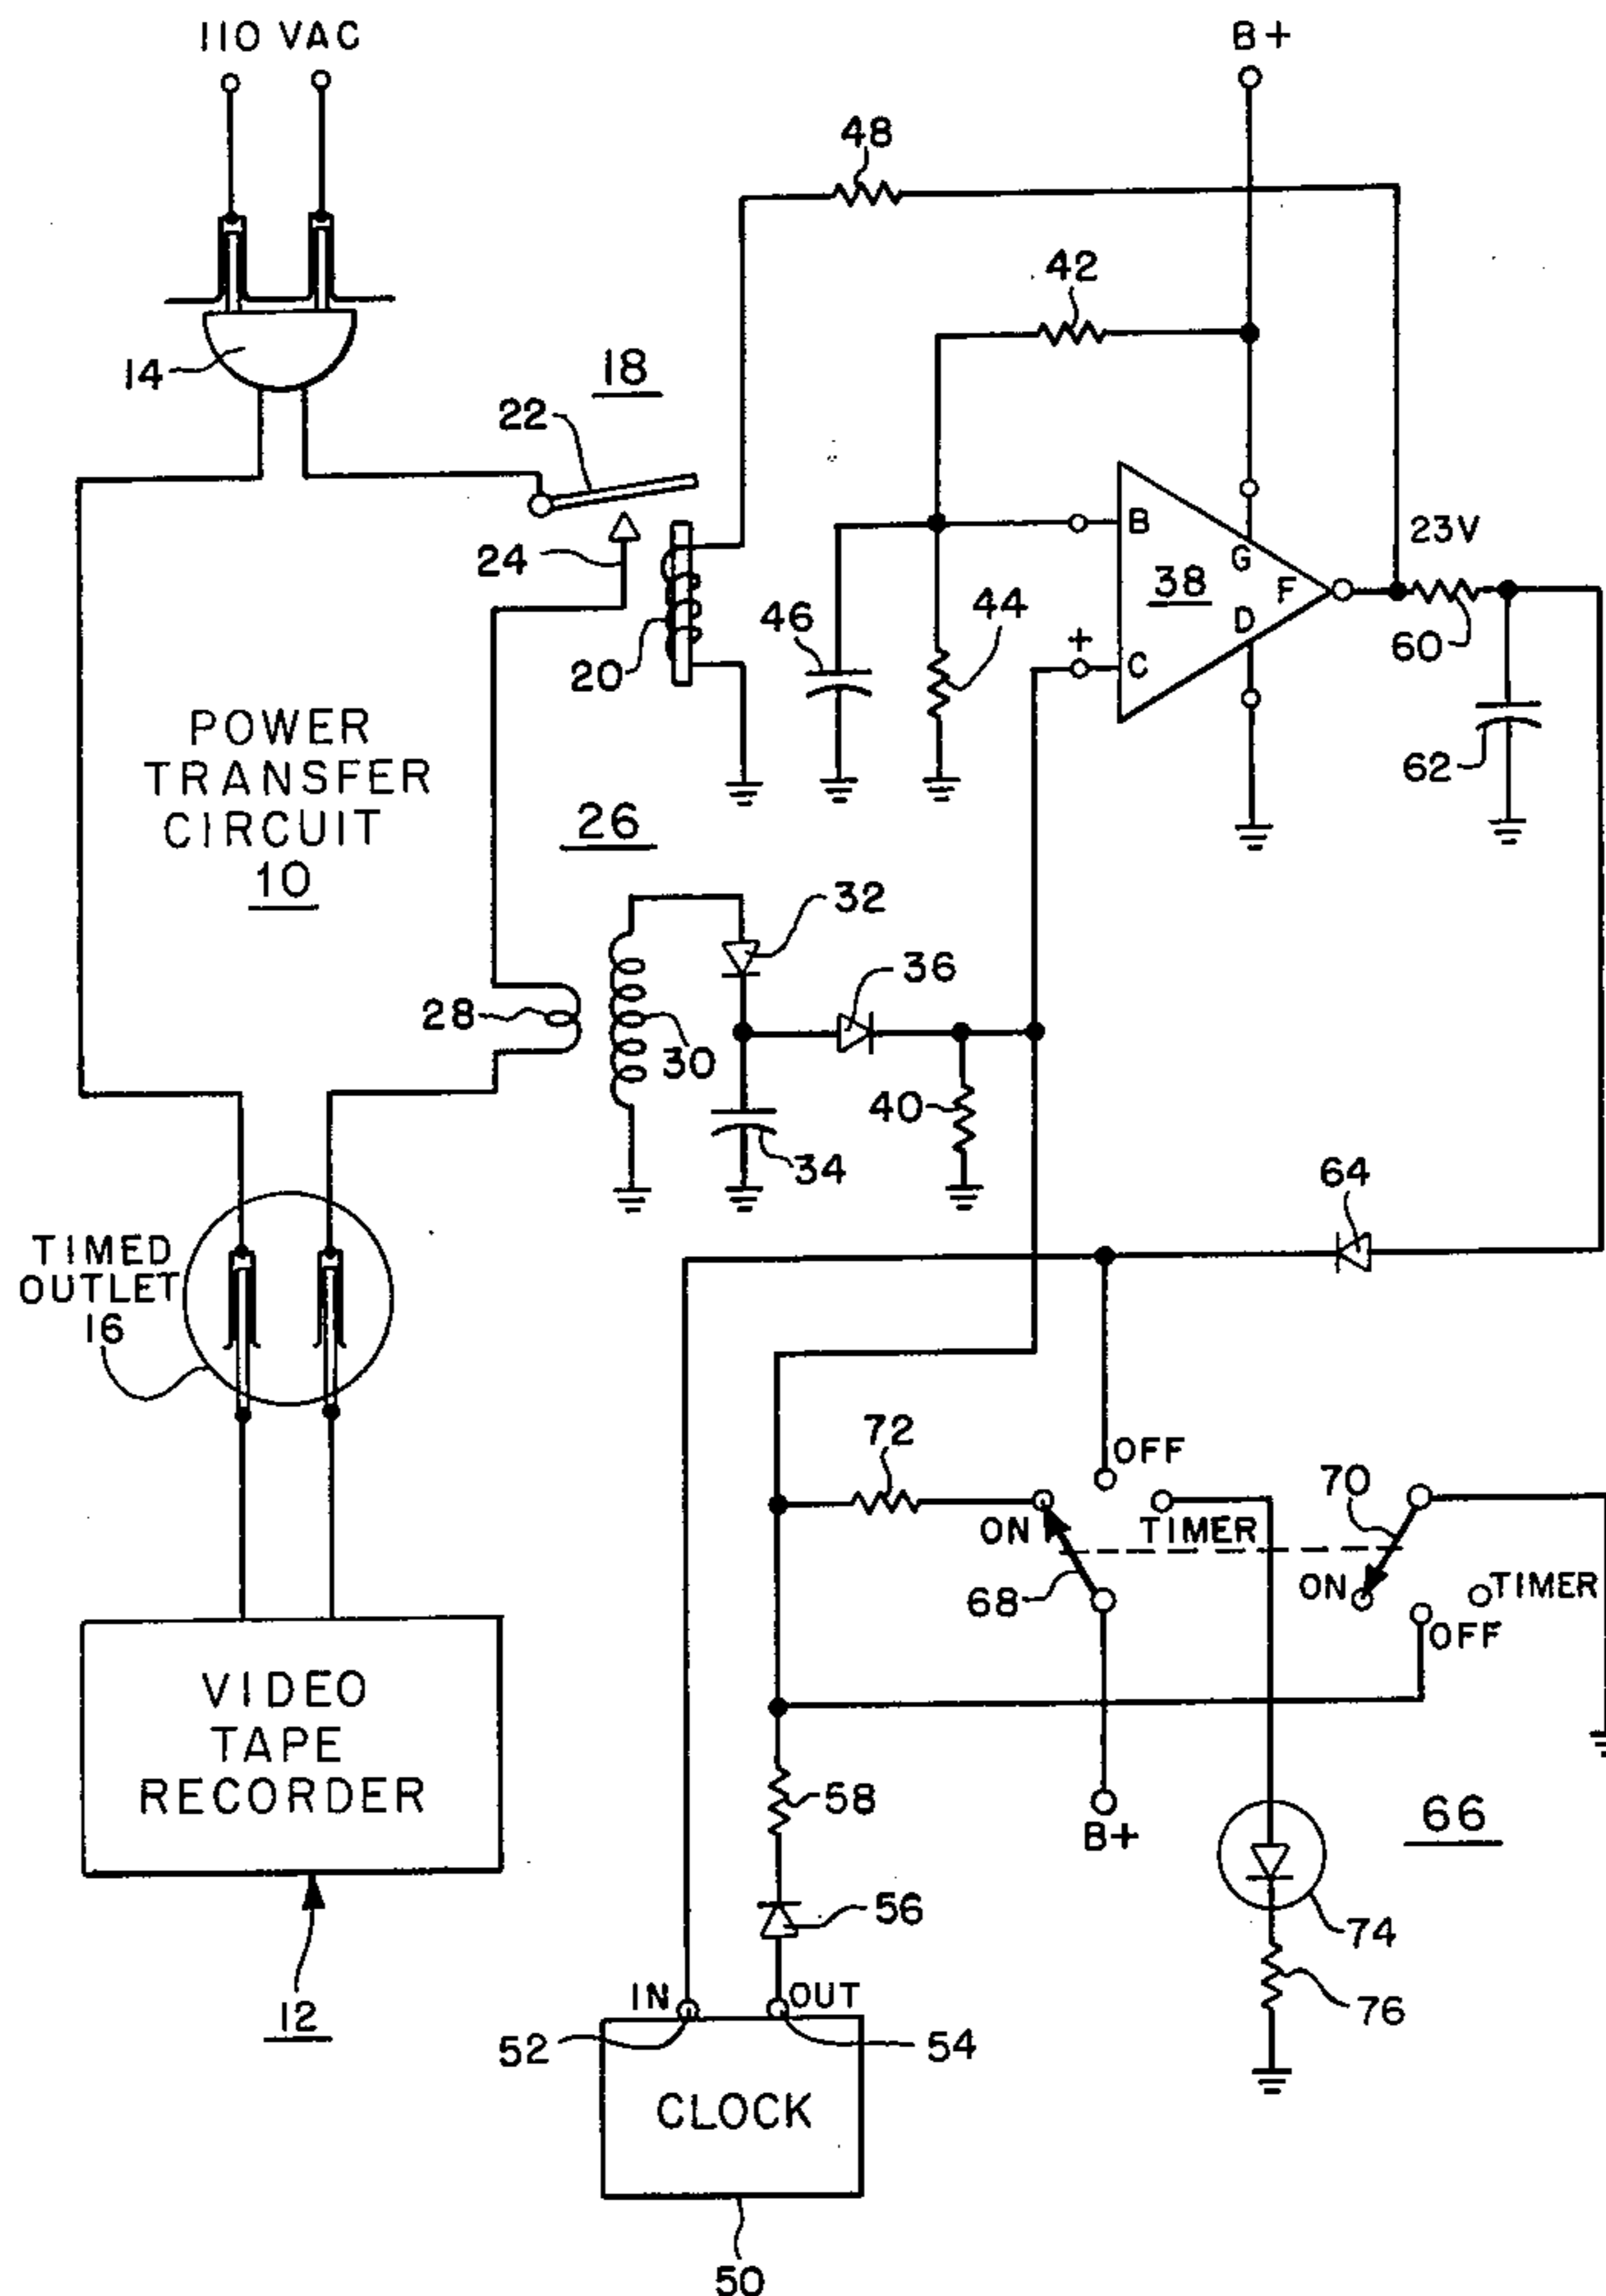 110 VAC
B+
48
42
14
18
22
24
20
46
44
B
C
+
38
G
F
D
23V
60
62
POWER
TRANSFER
CIRCUIT
10
26
32
36
28
30
40
34
64
TIMED
OUTLET
16
72
OFF
ON
TIMER
70
68
ON
TIMER
OFF
VIDEO
TAPE
RECORDER
12
58
B+
66
56
74
76
IN
OUT
52
54
CLOCK
50